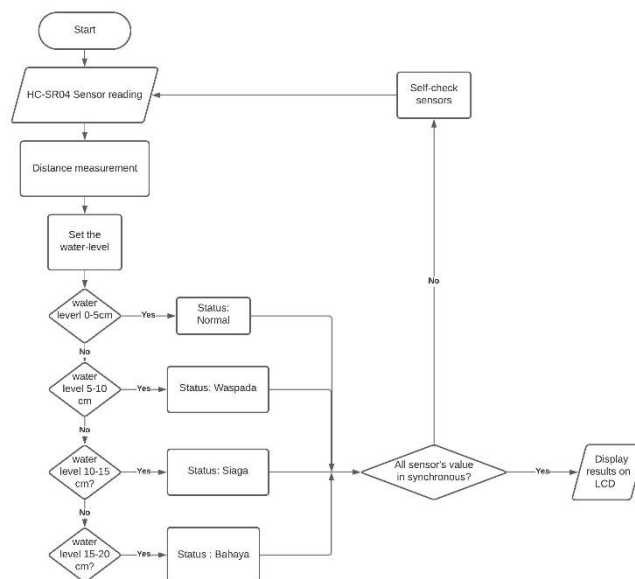 Start
HC-SR04 Sensor reading
Self-check
sensors
Distance measurement
Set the
water-level
No
water
leverl 0-5cm
Yes
Status:
Normal
No
water
level 5-10
cm
Yes
Status: Waspada
No
water
level 10-15
cm?
Yes
Status: Siaga
All sensor's value
in synchronous?
Yes
Display
results on
LCD
No
water
level 15-20
cm?
Yes
Status : Bahaya